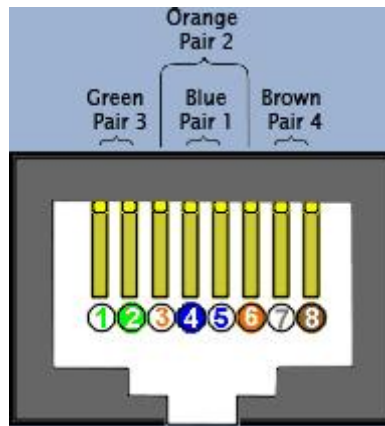 Orange
Pair 2
Green
Pair 3
Blue
Pair 1
Brown
Pair 4
1 2 3 4 5 6 7 8